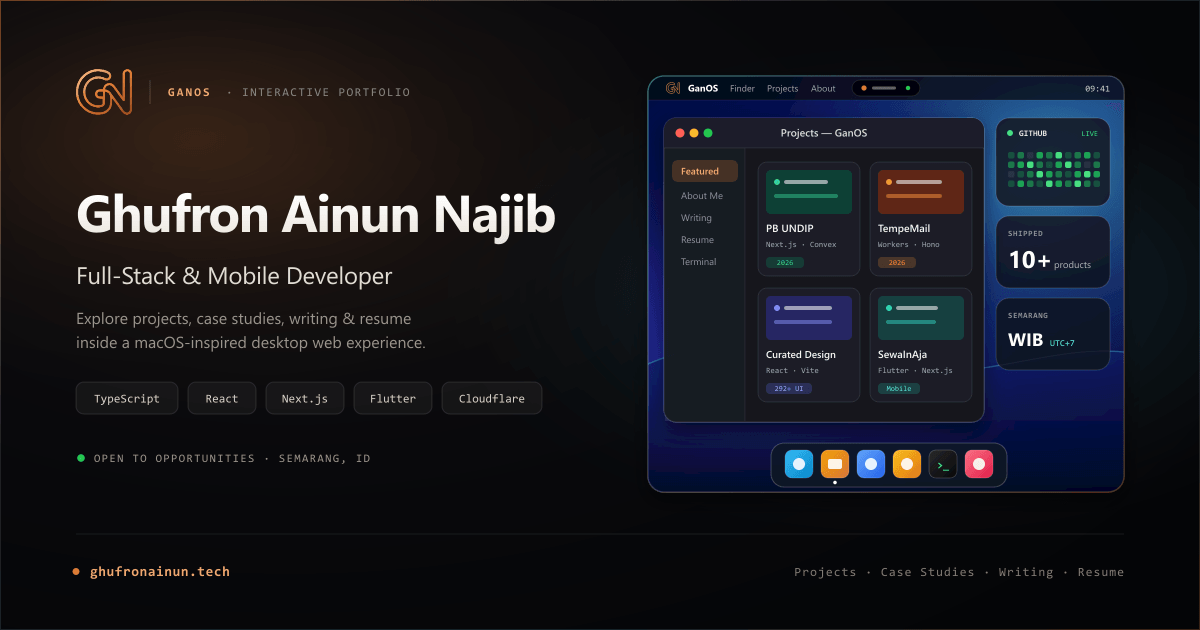 GN
GANOS · INTERACTIVE PORTFOLIO
Ghufron Ainun Najib
Full-Stack & Mobile Developer
Explore projects, case studies, writing & resume
inside a macOS-inspired desktop web experience.
TypeScript React Next.js Flutter Cloudflare
OPEN TO OPPORTUNITIES · SEMARANG, ID
GN GanOS Finder Projects About 09:41
Projects — GanOS
Featured
About Me
Writing
Resume
Terminal
PB UNDIP
Next.js · Convex
2026
TempeMail
Workers · Hono
2026
Curated Design
React · Vite
292+ UI
SewaInAja
Flutter · Next.js
Mobile
GITHUB LIVE
SHIPPED
10+ products
SEMARANG
WIB UTC+7
>_
ghufronainun.tech
Projects · Case Studies · Writing · Resume